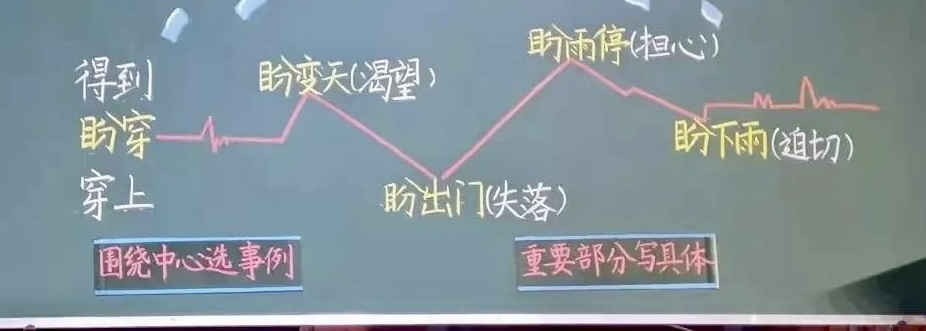 得到
盼穿
穿上
盼变天(渴望)
盼出门(失落)
盼雨停(担心)
盼下雨(迫切)
围绕中心选事例
重要部分写具体